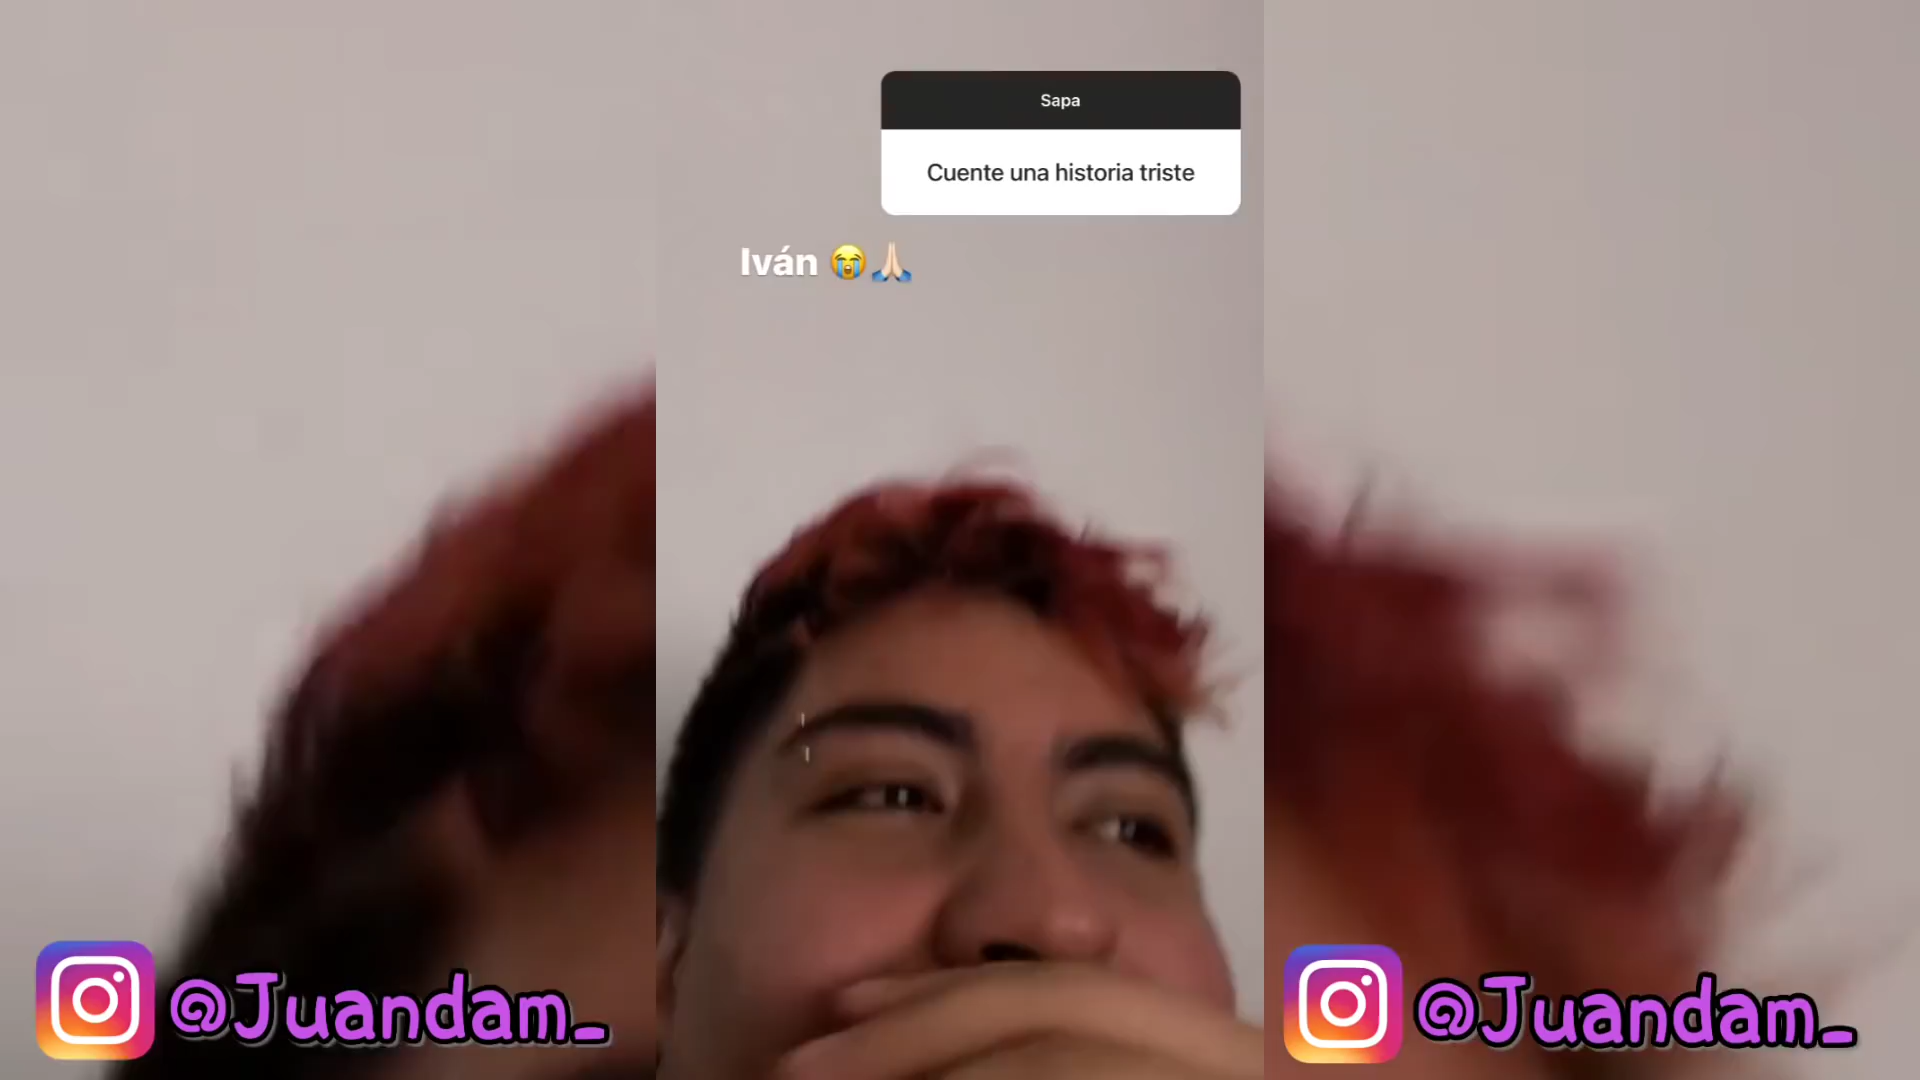 Sapa
Cuente una historia triste
Iván 😭🙏🏻
@Juandam_
@Juandam_